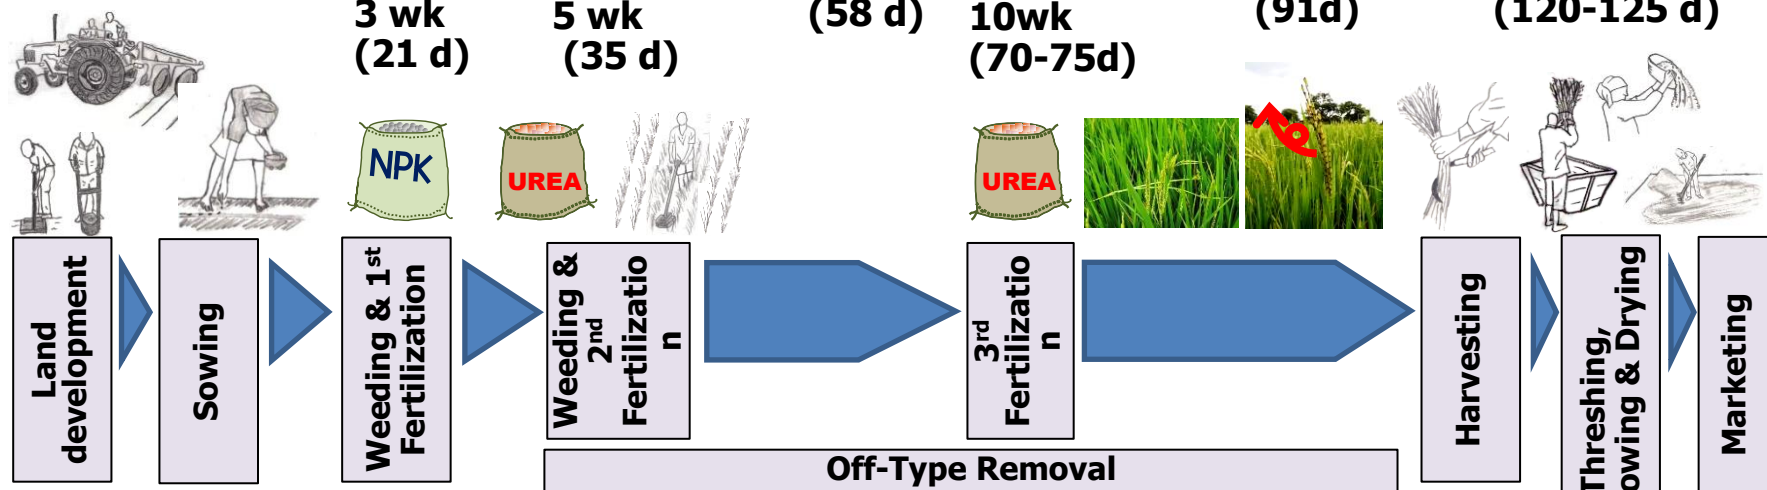 3 wk
(21 d)
5 wk
(35 d)
(58 d)
10wk
(70-75d)
(91d)
(120-125 d)
NPK
UREA
UREA
Land
development
Sowing
Weeding & 1st
Fertilization
Weeding &
2nd
Fertilizatio
n
3rd
Fertilizatio
n
Harvesting
Threshing,
owing & Drying
Marketing
Off-Type Removal